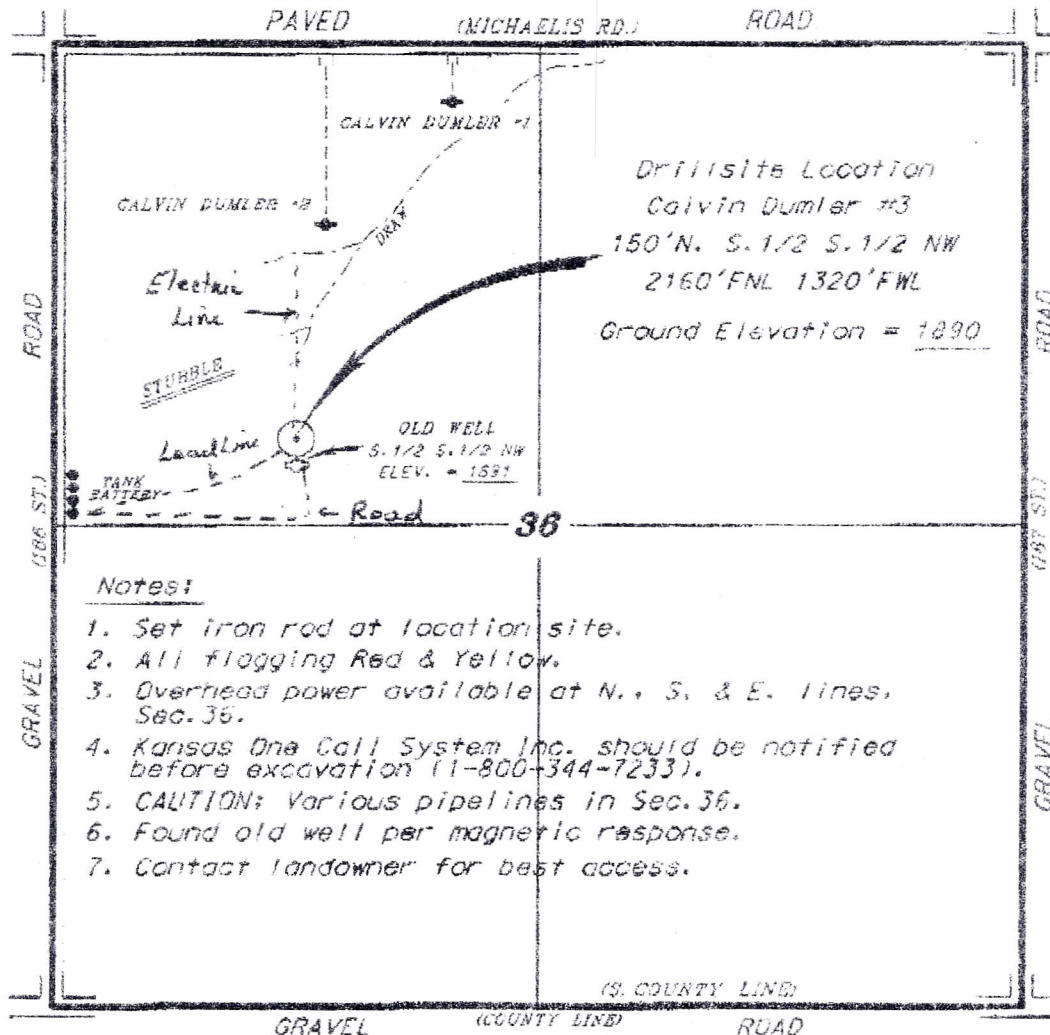 PAVED (MICHAELIS RD.) ROAD
CALVIN DUMLER #1
CALVIN DUMLER #2
DRAW
Drillsite Location
Calvin Dumler #3
150'N. S.1/2 S.1/2 NW
2160'FNL 1320'FWL
Ground Elevation = 1890
Electric
Line
STUBBLE
ROAD
ROAD
Lead Line
OLD WELL
S.1/2 S.1/2 NW
ELEV. = 1891
TANK
BATTERY
Road
36
(186 ST.)
(187 ST.)
GRAVEL
GRAVEL
Notes:
1. Set iron rod at location site.
2. All flagging Red & Yellow.
3. Overhead power available at N., S. & E. lines,
Sec.36.
4. Kansas One Call System Inc. should be notified
before excavation (1-800-344-7233).
5. CAUTION: Various pipelines in Sec.36.
6. Found old well per magnetic response.
7. Contact landowner for best access.
(S. COUNTY LINE)
GRAVEL (COUNTY LINE) ROAD